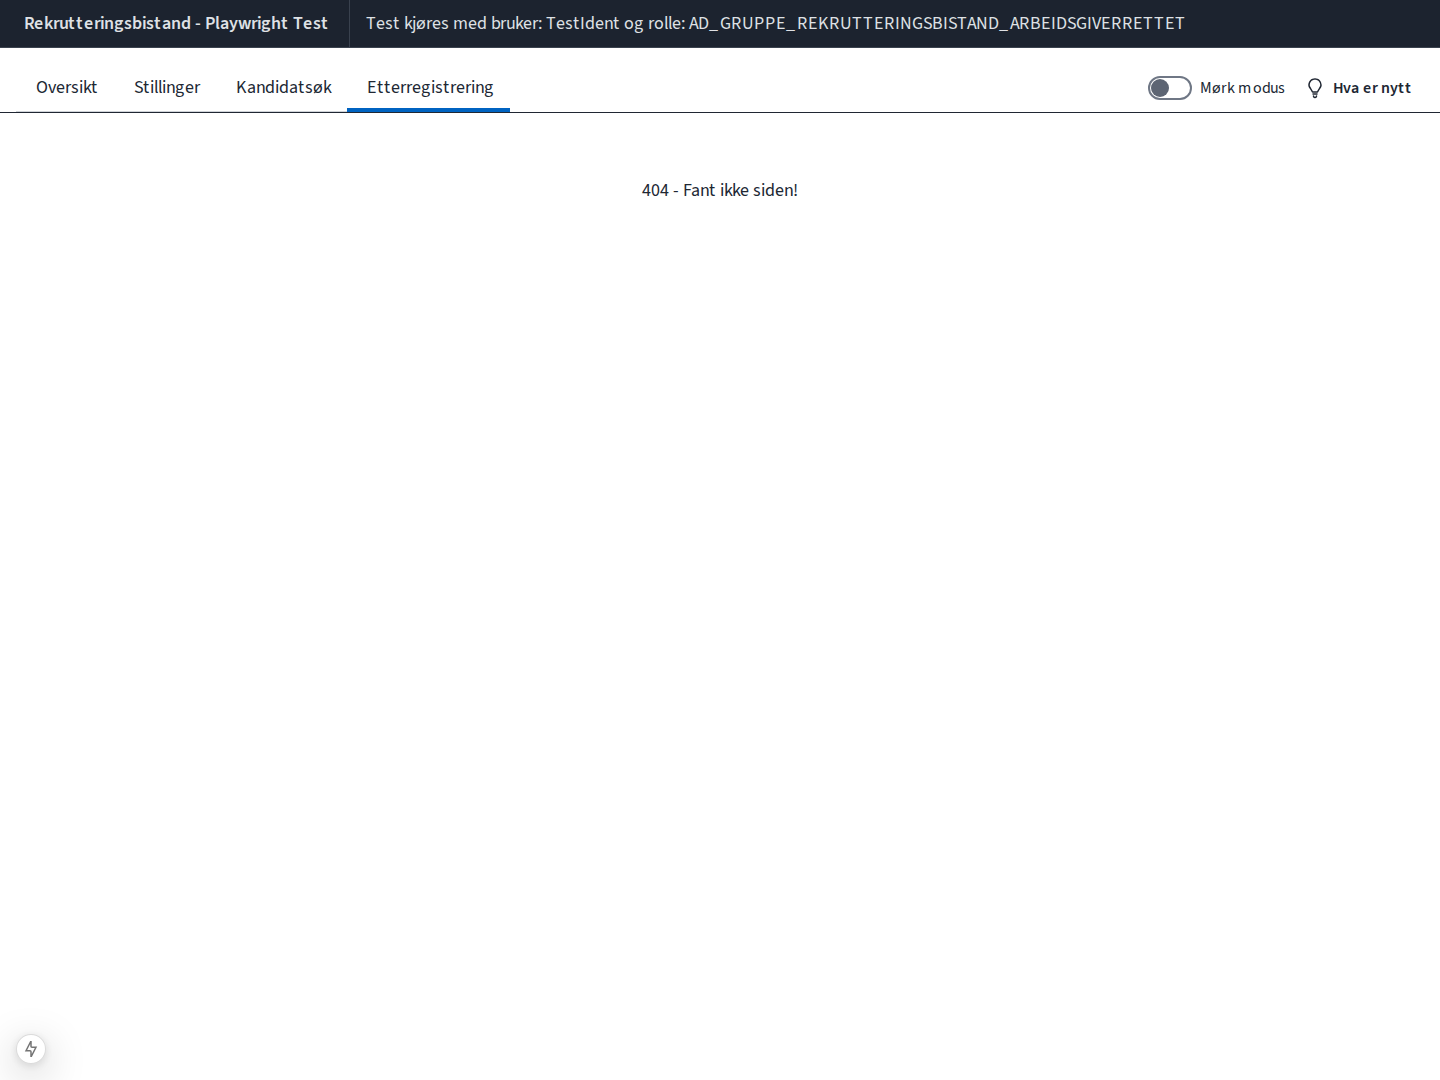 Rekrutteringsbistand - Playwright Test
Test kjøres med bruker: TestIdent og rolle: AD_GRUPPE_REKRUTTERINGSBISTAND_ARBEIDSGIVERRETTET
Oversikt
Stillinger
Kandidatsøk
Etterregistrering
Mørk modus
Hva er nytt
404 - Fant ikke siden!